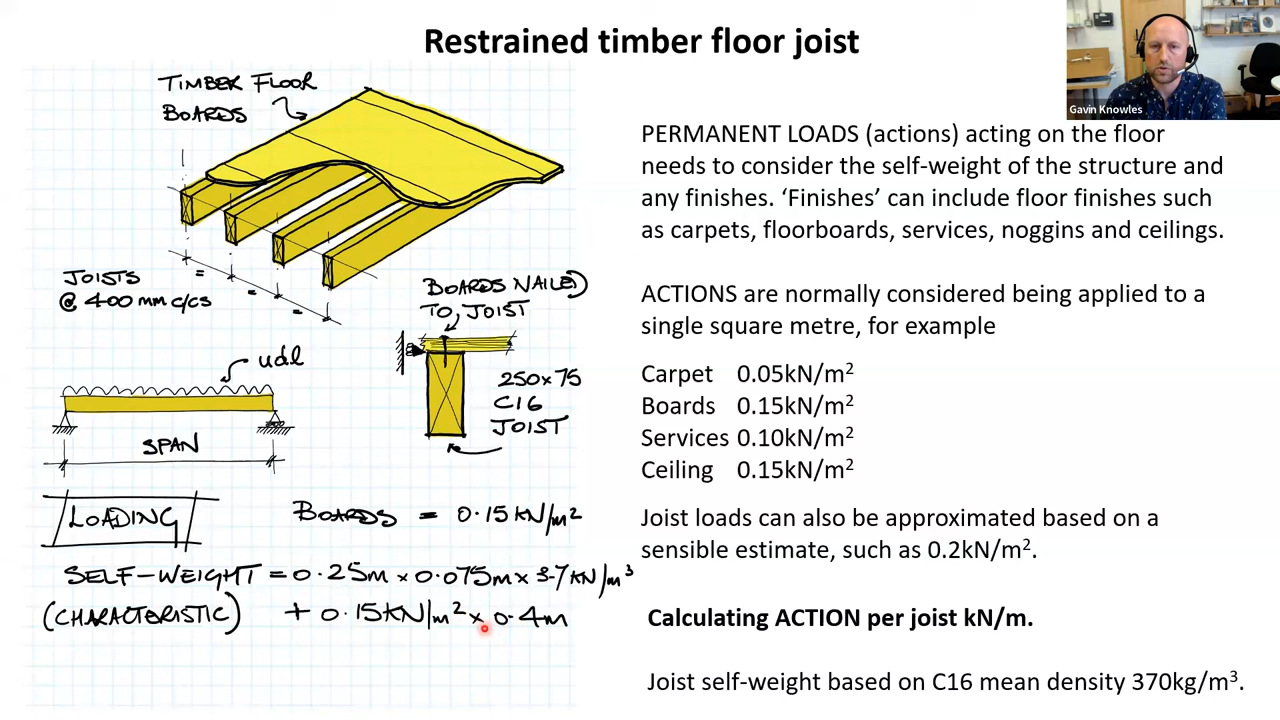 Restrained timber floor joist
Gavin Knowles
TIMBER FLOOR
BOARDS
JOISTS
@ 400 mm c/cs
=
=
=
BOARDS NAILED
TO JOIST
250 x 75
C16
JOIST
udl
SPAN
LOADING
BOARDS = 0.15 KN/m²
SELF-WEIGHT = 0.25m x 0.075m x 3.7 KN/m³
(CHARACTERISTIC) + 0.15KN/m² x 0.4m
PERMANENT LOADS (actions) acting on the floor
needs to consider the self-weight of the structure and
any finishes. ‘Finishes’ can include floor finishes such
as carpets, floorboards, services, noggins and ceilings.
ACTIONS are normally considered being applied to a
single square metre, for example
Carpet 0.05kN/m²
Boards 0.15kN/m²
Services 0.10kN/m²
Ceiling 0.15kN/m²
Joist loads can also be approximated based on a
sensible estimate, such as 0.2kN/m².
Calculating ACTION per joist kN/m.
Joist self-weight based on C16 mean density 370kg/m³.